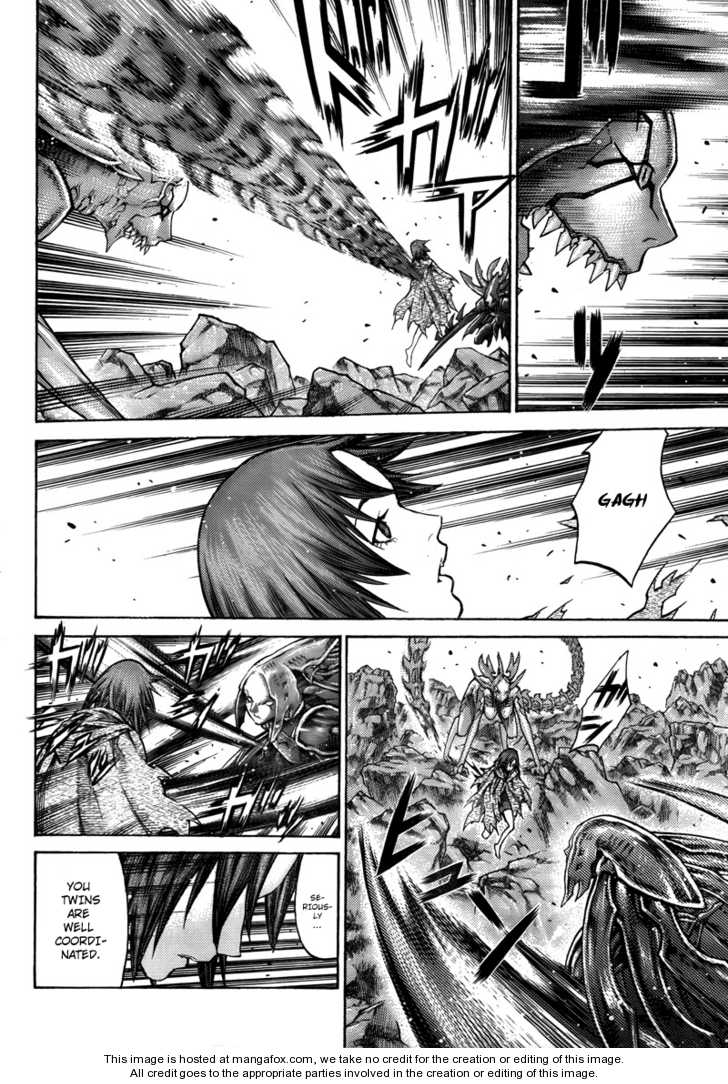 GAGH
SE-
RIOUS-
LY
...
YOU
TWINS
ARE
WELL
COORDI-
NATED.
This image is hosted at mangafox.com, we take no credit for the creation or editing of this image.
All credit goes to the appropriate parties involved in the creation or editing of this image.